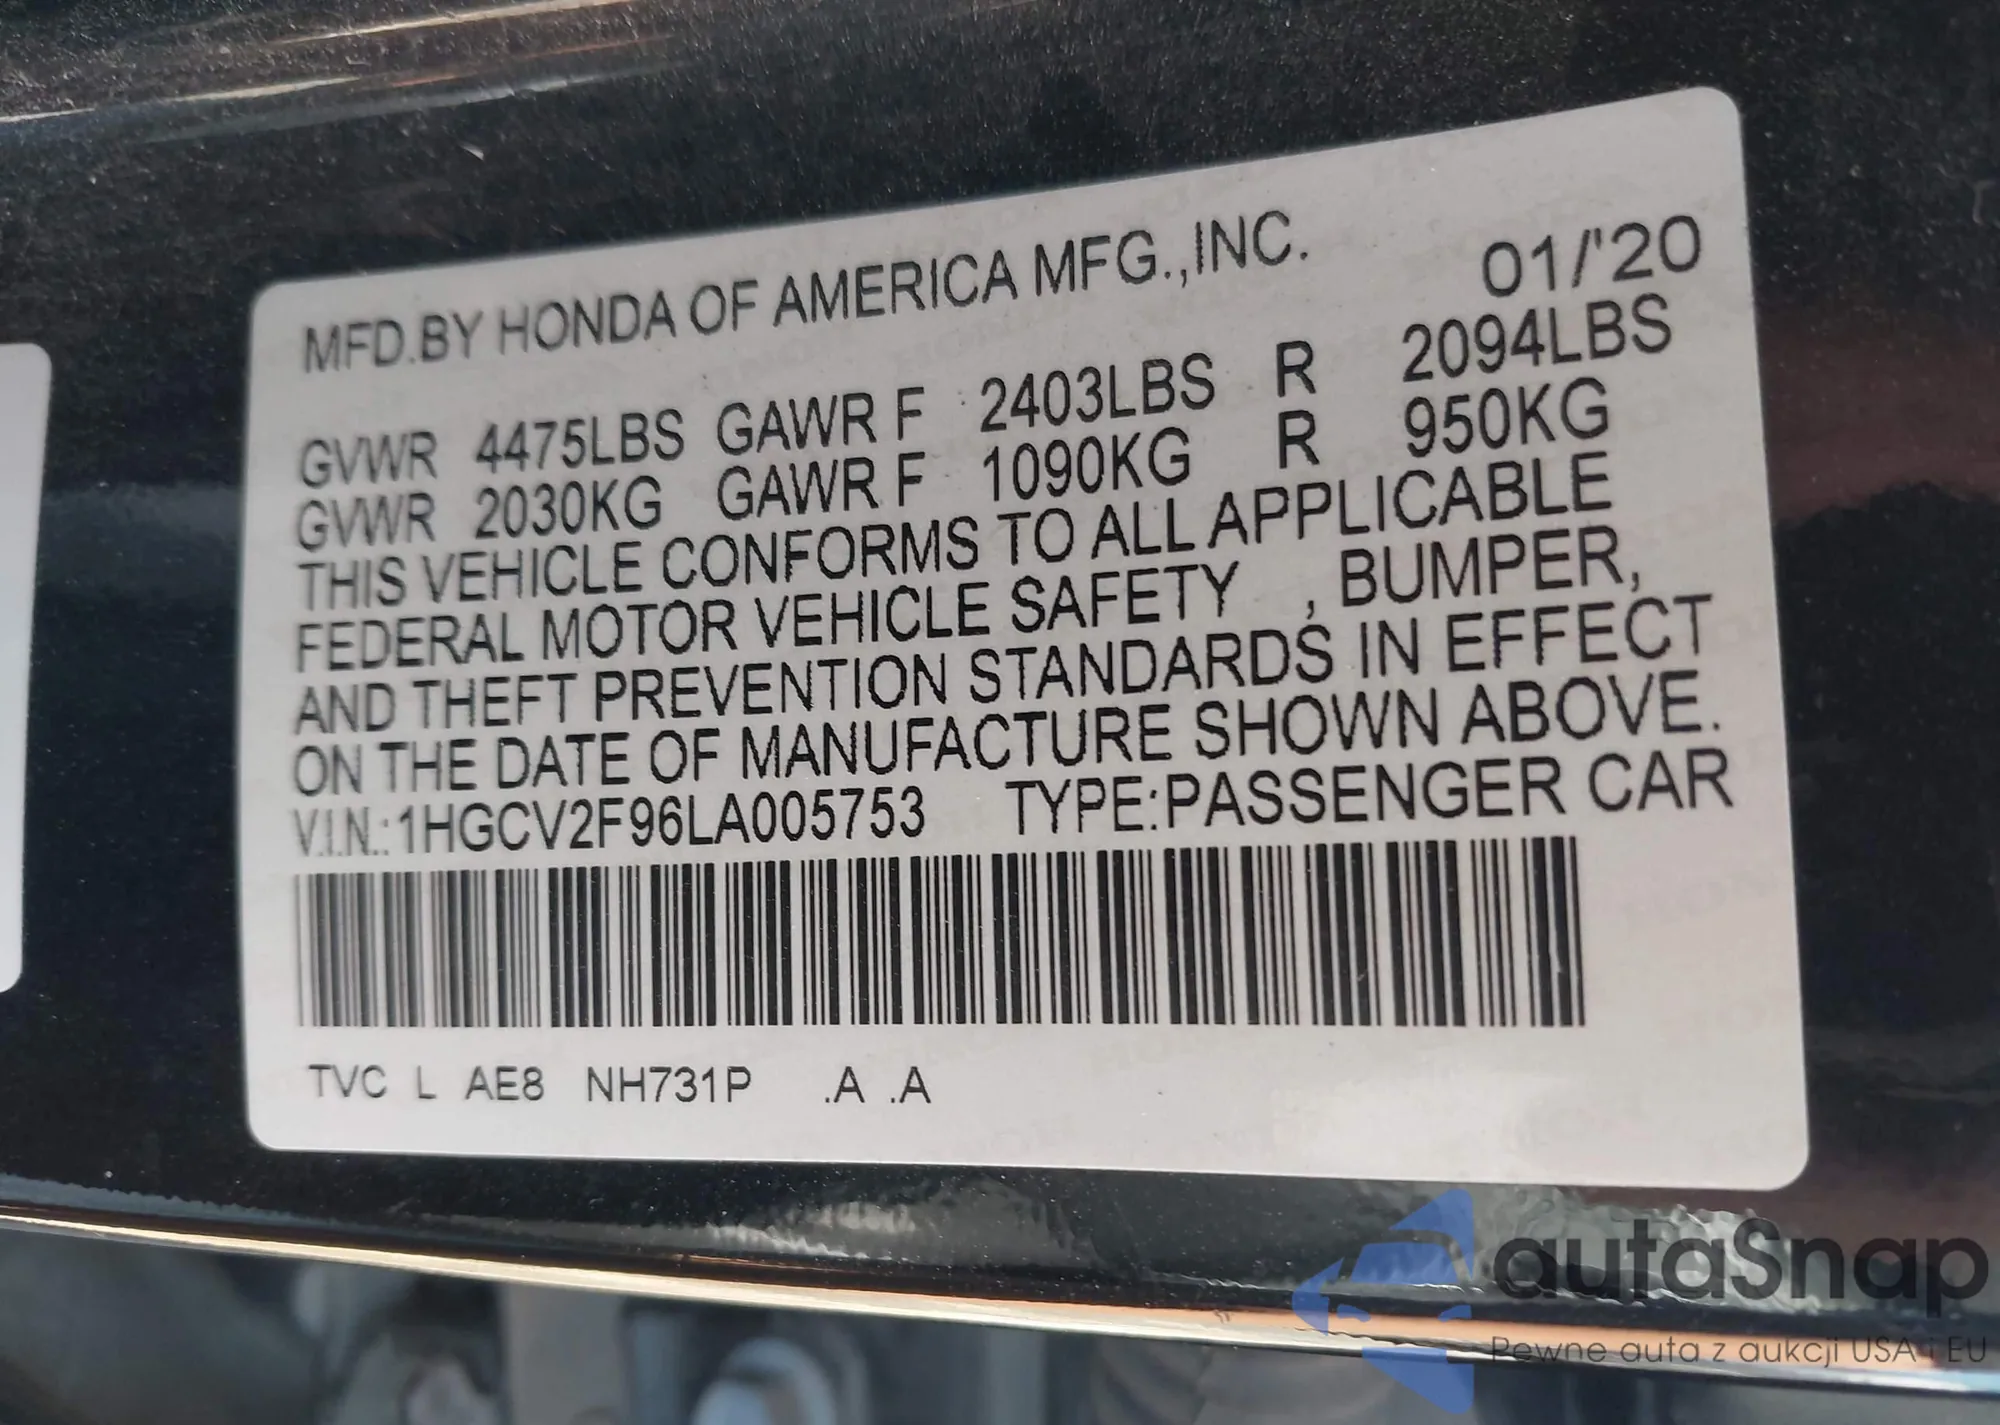 MFD.BY HONDA OF AMERICA MFG.,INC. 01/'20
GVWR 4475LBS GAWR F 2403LBS R 2094LBS
GVWR 2030KG GAWR F 1090KG R 950KG
THIS VEHICLE CONFORMS TO ALL APPLICABLE
FEDERAL MOTOR VEHICLE SAFETY , BUMPER,
AND THEFT PREVENTION STANDARDS IN EFFECT
ON THE DATE OF MANUFACTURE SHOWN ABOVE.
V.I.N.:1HGCV2F96LA005753 TYPE:PASSENGER CAR
TVC L AE8 NH731P .A .A
autaSnap
Pewne auta z aukcji USA i EU